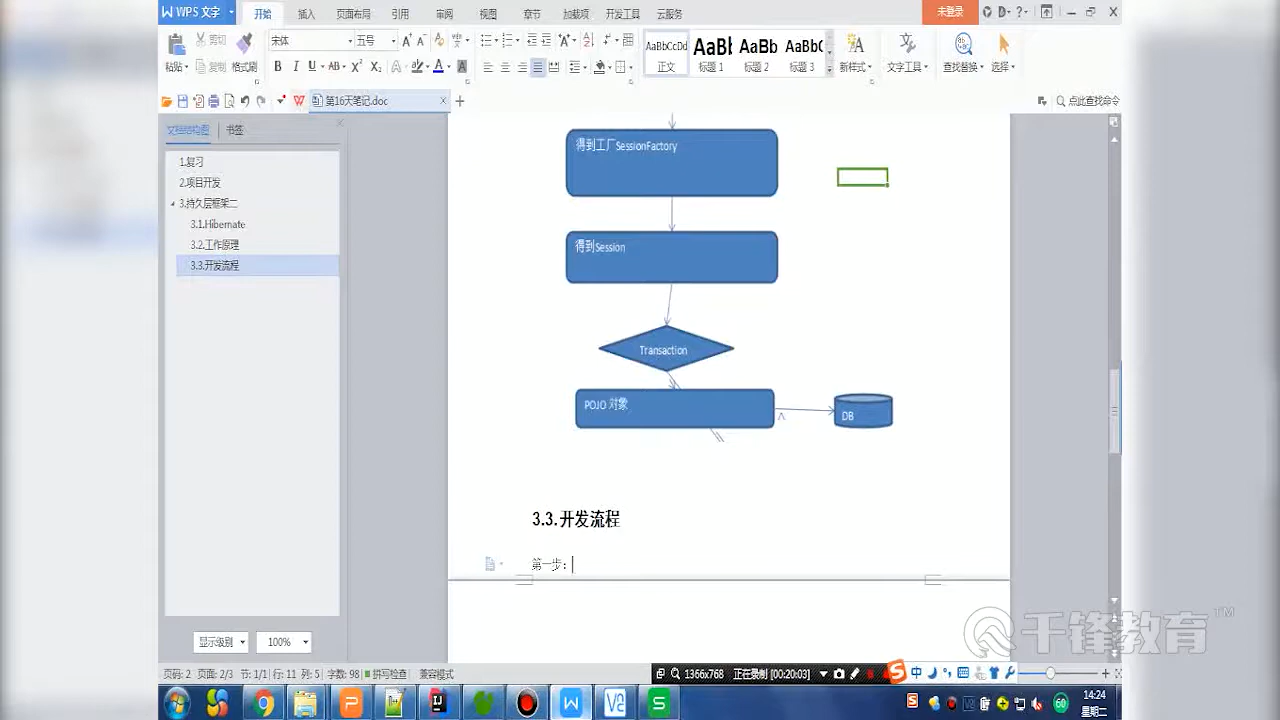 WPS 文字
开始 插入 页面布局 引用 审阅 视图 章节 加载项 开发工具 云服务
未登录
粘贴 剪切 复制 格式刷
宋体 五号
AaBbCcDd AaBb AaBb AaBbC
正文 标题 1 标题 2 标题 3
新样式 文字工具 查找替换 选择
第16天笔记.doc
点此查找命令
文档结构图 书签
1.复习
2.项目开发
3.持久层框架二
3.1.Hibernate
3.2.工作原理
3.3.开发流程
得到工厂SessionFactory
得到Session
Transaction
POJO 对象
DB
3.3.开发流程
第一步:
千锋教育 TM
显示级别 100%
页码: 2 页面: 2/3 节: 1/1 行: 11 列: 4 字数: 98 拼写检查 兼容模式
1366x768 正在录制 [00:20:03]
中
14:24
星期二
60